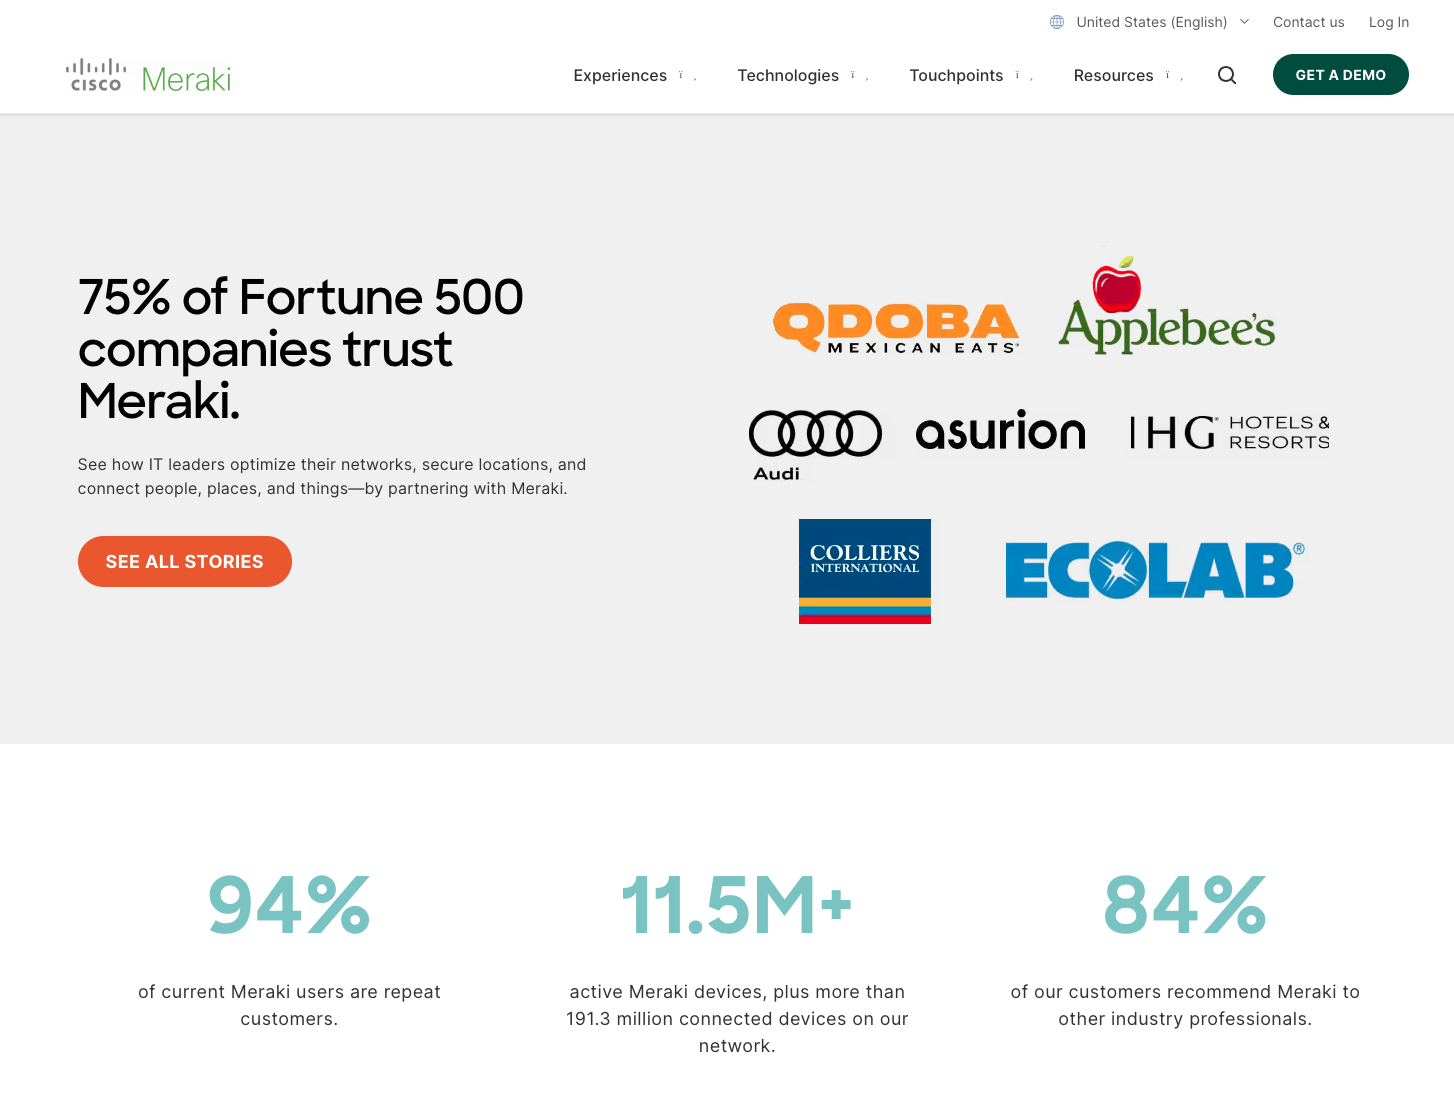 United States (English)
Contact us
Log In
cisco Meraki
Experiences
Technologies
Touchpoints
Resources
GET A DEMO
75% of Fortune 500
companies trust
Meraki.
See how IT leaders optimize their networks, secure locations, and
connect people, places, and things—by partnering with Meraki.
SEE ALL STORIES
QDOBA
MEXICAN EATS
Applebee's
Audi
asurion
IHG HOTELS &
RESORTS
COLLIERS
INTERNATIONAL
ECOLAB®
94%
of current Meraki users are repeat
customers.
11.5M+
active Meraki devices, plus more than
191.3 million connected devices on our
network.
84%
of our customers recommend Meraki to
other industry professionals.